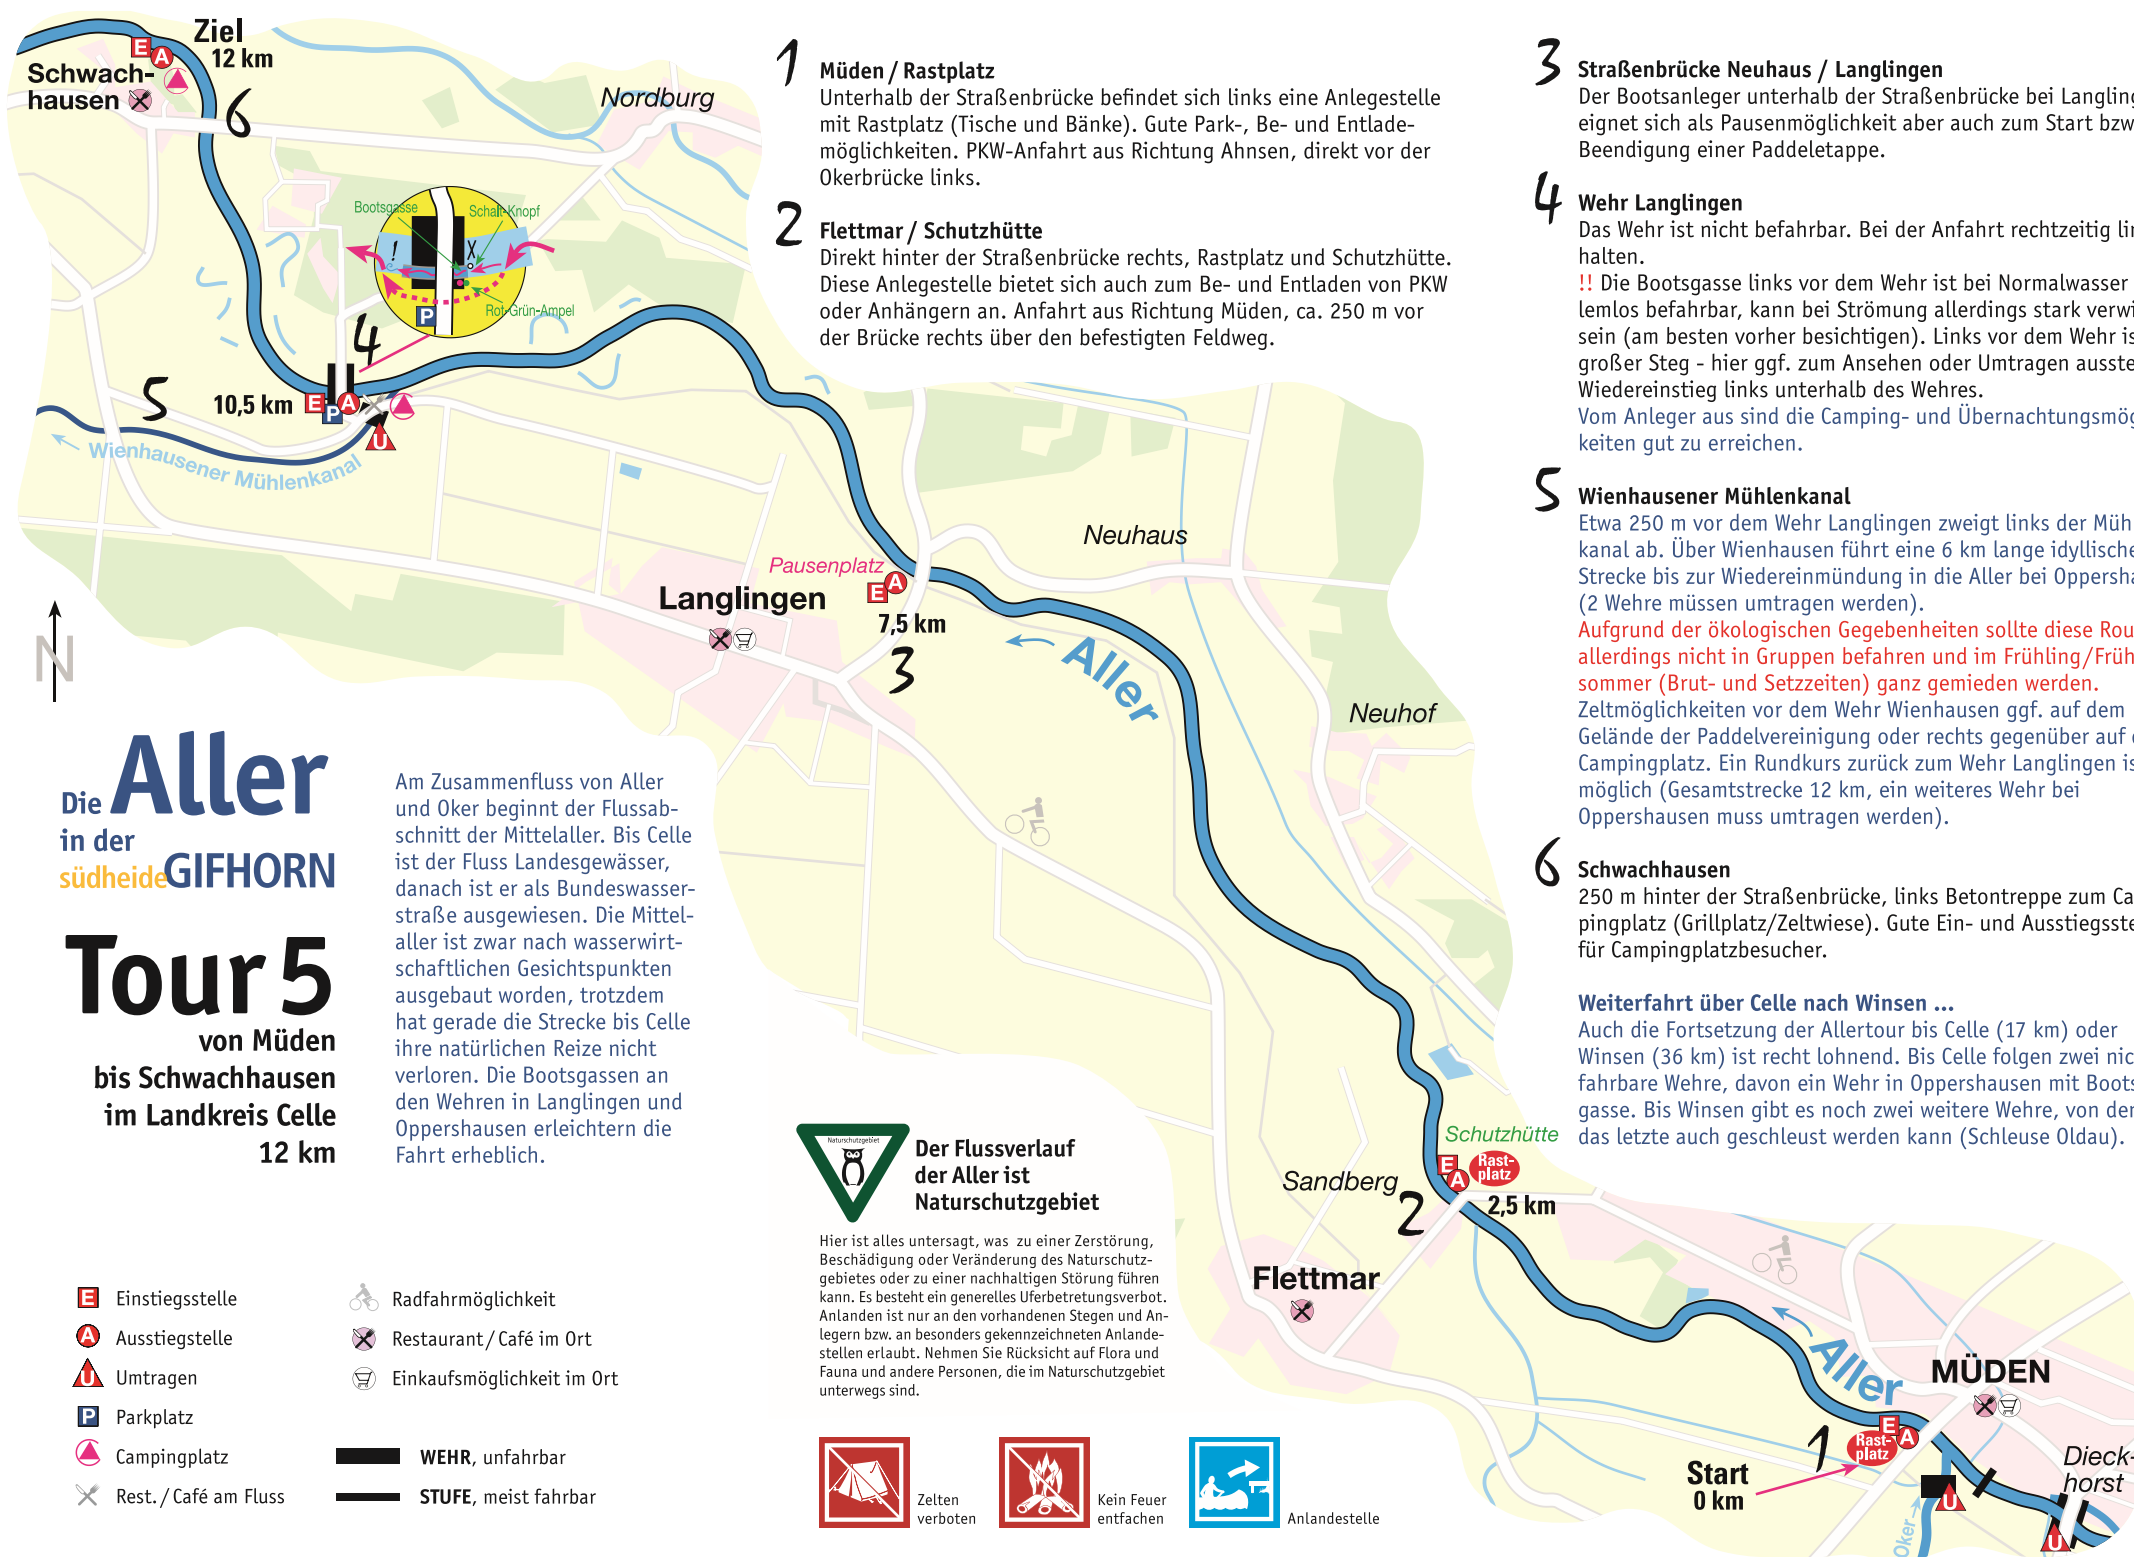 Ziel
12 km
Schwach-
hausen
6
Nordburg
Bootsgasse
Schalt-Knopf
!
Rot-Grün-Ampel
P
4
5
10,5 km
E
A
P
U
Wienhausener Mühlenkanal
Neuhaus
Pausenplatz
Langlingen
E
A
7,5 km
3
Aller
Neuhof
N
Schutzhütte
E
A
Rast-
platz
Sandberg
2
2,5 km
Flettmar
Aller
MÜDEN
E
A
Rast-
platz
1
Start
0 km
Dieck-
horst
U
U
Oker
E
A
1
Müden / Rastplatz
Unterhalb der Straßenbrücke befindet sich links eine Anlegestelle
mit Rastplatz (Tische und Bänke). Gute Park-, Be- und Entlade-
möglichkeiten. PKW-Anfahrt aus Richtung Ahnsen, direkt vor der
Okerbrücke links.
2
Flettmar / Schutzhütte
Direkt hinter der Straßenbrücke rechts, Rastplatz und Schutzhütte.
Diese Anlegestelle bietet sich auch zum Be- und Entladen von PKW
oder Anhängern an. Anfahrt aus Richtung Müden, ca. 250 m vor
der Brücke rechts über den befestigten Feldweg.
3
Straßenbrücke Neuhaus / Langlingen
Der Bootsanleger unterhalb der Straßenbrücke bei Langling
eignet sich als Pausenmöglichkeit aber auch zum Start bzw
Beendigung einer Paddeletappe.
4
Wehr Langlingen
Das Wehr ist nicht befahrbar. Bei der Anfahrt rechtzeitig lin
halten.
!! Die Bootsgasse links vor dem Wehr ist bei Normalwasser
lemlos befahrbar, kann bei Strömung allerdings stark verwi
sein (am besten vorher besichtigen). Links vor dem Wehr is
großer Steg - hier ggf. zum Ansehen oder Umtragen ausste
Wiedereinstieg links unterhalb des Wehres.
Vom Anleger aus sind die Camping- und Übernachtungsmög
keiten gut zu erreichen.
5
Wienhausener Mühlenkanal
Etwa 250 m vor dem Wehr Langlingen zweigt links der Müh
kanal ab. Über Wienhausen führt eine 6 km lange idyllische
Strecke bis zur Wiedereinmündung in die Aller bei Oppersha
(2 Wehre müssen umtragen werden).
Aufgrund der ökologischen Gegebenheiten sollte diese Rou
allerdings nicht in Gruppen befahren und im Frühling/Früh
sommer (Brut- und Setzzeiten) ganz gemieden werden.
Zeltmöglichkeiten vor dem Wehr Wienhausen ggf. auf dem
Gelände der Paddelvereinigung oder rechts gegenüber auf
Campingplatz. Ein Rundkurs zurück zum Wehr Langlingen is
möglich (Gesamtstrecke 12 km, ein weiteres Wehr bei
Oppershausen muss umtragen werden).
6
Schwachhausen
250 m hinter der Straßenbrücke, links Betontreppe zum Ca
pingplatz (Grillplatz/Zeltwiese). Gute Ein- und Ausstiegsste
für Campingplatzbesucher.
Weiterfahrt über Celle nach Winsen ...
Auch die Fortsetzung der Allertour bis Celle (17 km) oder
Winsen (36 km) ist recht lohnend. Bis Celle folgen zwei nic
fahrbare Wehre, davon ein Wehr in Oppershausen mit Boots
gasse. Bis Winsen gibt es noch zwei weitere Wehre, von den
das letzte auch geschleust werden kann (Schleuse Oldau).
Die Aller
in der
südheide GIFHORN
Tour 5
von Müden
bis Schwachhausen
im Landkreis Celle
12 km
Am Zusammenfluss von Aller
und Oker beginnt der Flussab-
schnitt der Mittelaller. Bis Celle
ist der Fluss Landesgewässer,
danach ist er als Bundeswasser-
straße ausgewiesen. Die Mittel-
aller ist zwar nach wasserwirt-
schaftlichen Gesichtspunkten
ausgebaut worden, trotzdem
hat gerade die Strecke bis Celle
ihre natürlichen Reize nicht
verloren. Die Bootsgassen an
den Wehren in Langlingen und
Oppershausen erleichtern die
Fahrt erheblich.
Naturschutzgebiet
Der Flussverlauf
der Aller ist
Naturschutzgebiet
Hier ist alles untersagt, was zu einer Zerstörung,
Beschädigung oder Veränderung des Naturschutz-
gebietes oder zu einer nachhaltigen Störung führen
kann. Es besteht ein generelles Uferbetretungsverbot.
Anlanden ist nur an den vorhandenen Stegen und An-
legern bzw. an besonders gekennzeichneten Anlande-
stellen erlaubt. Nehmen Sie Rücksicht auf Flora und
Fauna und andere Personen, die im Naturschutzgebiet
unterwegs sind.
Zelten
verboten
Kein Feuer
entfachen
Anlandestelle
E Einstiegsstelle
A Ausstiegstelle
U Umtragen
P Parkplatz
Campingplatz
Rest. / Café am Fluss
Radfahrmöglichkeit
Restaurant / Café im Ort
Einkaufsmöglichkeit im Ort
WEHR, unfahrbar
STUFE, meist fahrbar